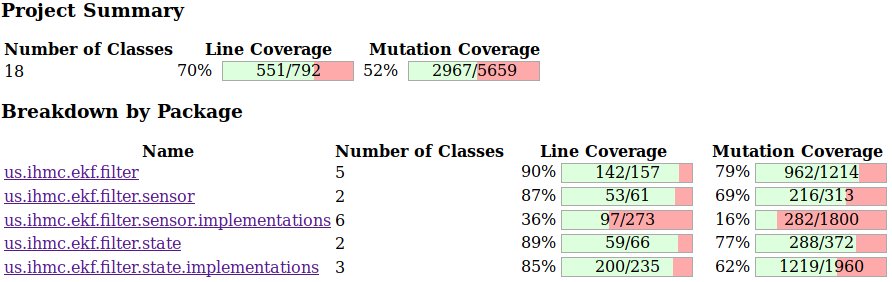 Project Summary
Number of Classes Line Coverage Mutation Coverage
18 70% 551/792 52% 2967/5659
Breakdown by Package
Name Number of Classes Line Coverage Mutation Coverage
us.ihmc.ekf.filter 5 90% 142/157 79% 962/1214
us.ihmc.ekf.filter.sensor 2 87% 53/61 69% 216/313
us.ihmc.ekf.filter.sensor.implementations 6 36% 97/273 16% 282/1800
us.ihmc.ekf.filter.state 2 89% 59/66 77% 288/372
us.ihmc.ekf.filter.state.implementations 3 85% 200/235 62% 1219/1960